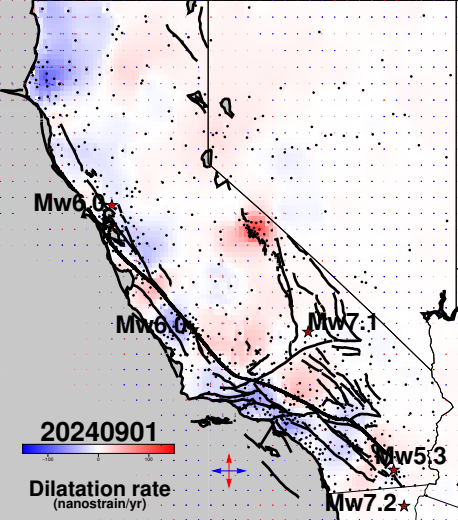 Mw6.0
Mw6.0
Mw7.1
20240901
-100 0 100
Mw5.3
Dilatation rate
(nanostrain/yr)
Mw7.2